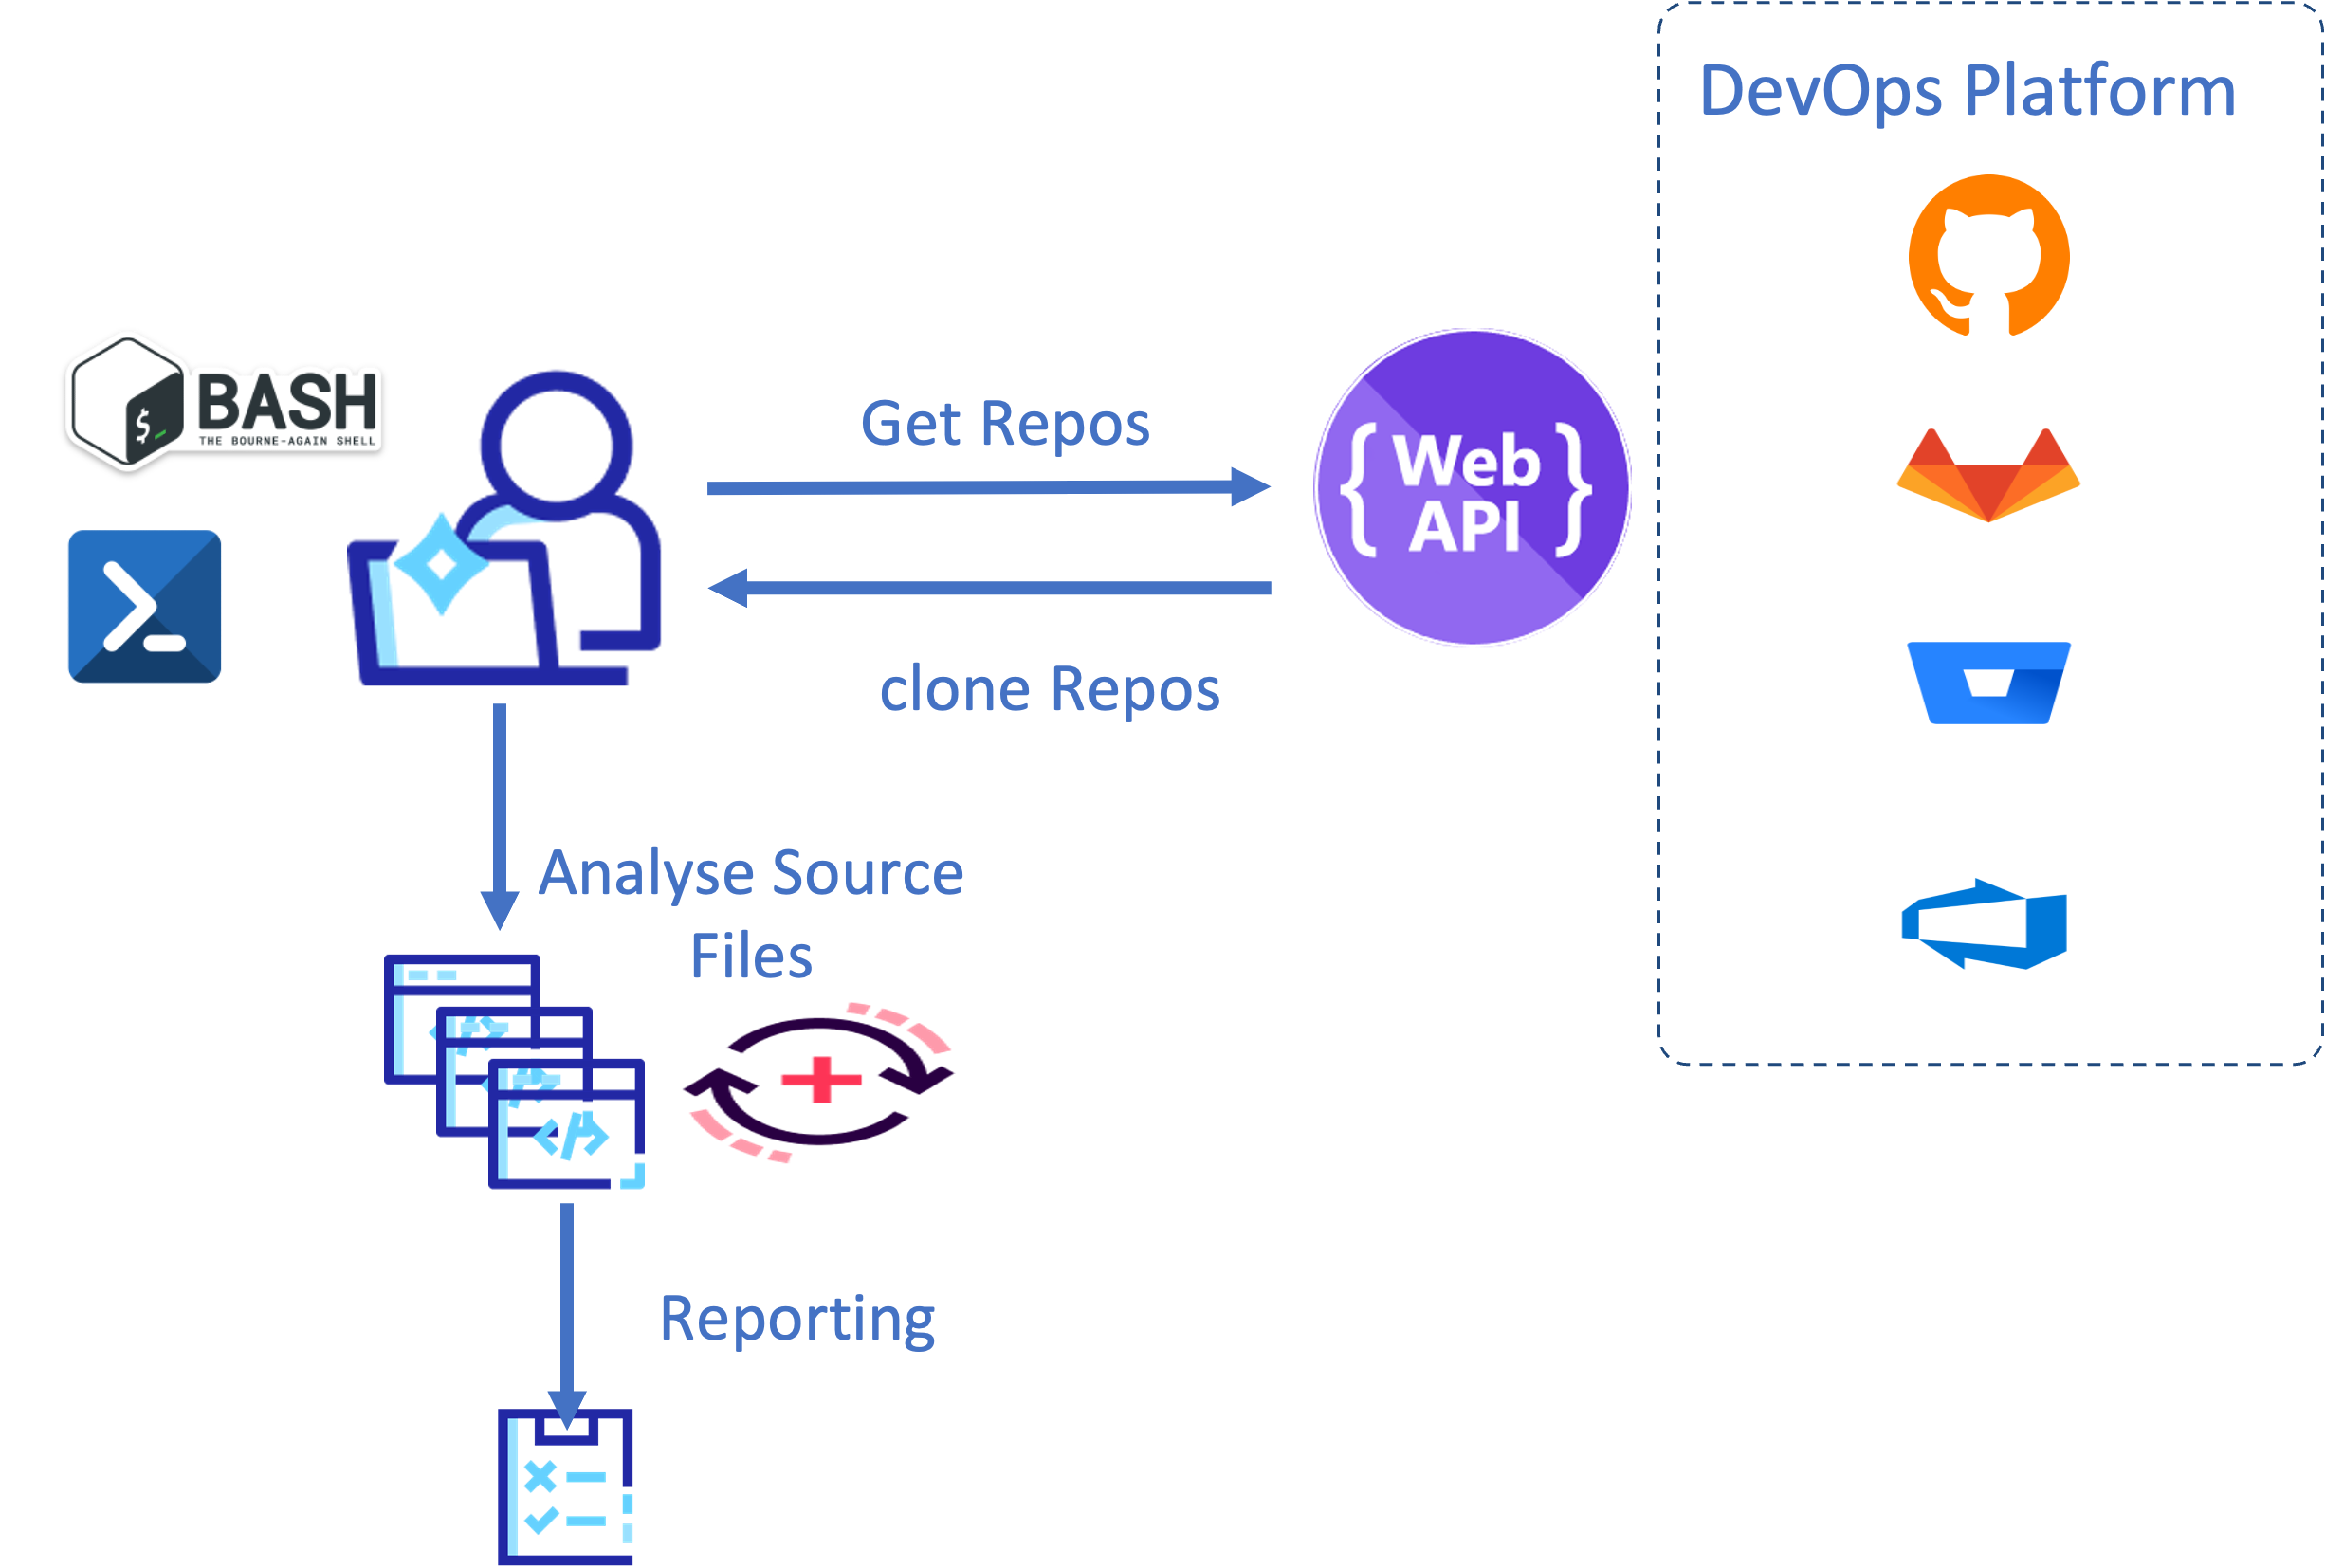 DevOps Platform
BASH
THE BOURNE-AGAIN SHELL
$
Get Repos
{ Web }
API
clone Repos
Analyse Source
Files
</>
Reporting